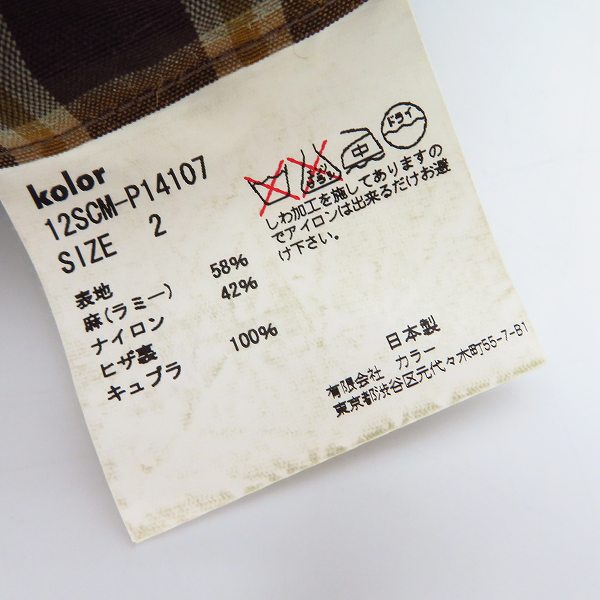 kolor
12SCM-P14107
SIZE 2
ドライ
中
しわ加工を施してありますの
でアイロンは出来るだけお避
け下さい。
表地
麻(ラミー) 58%
ナイロン 42%
ヒザ裏
キュプラ 100%
日本製
有限会社 カラー
東京都渋谷区元代々木町55-7-B1